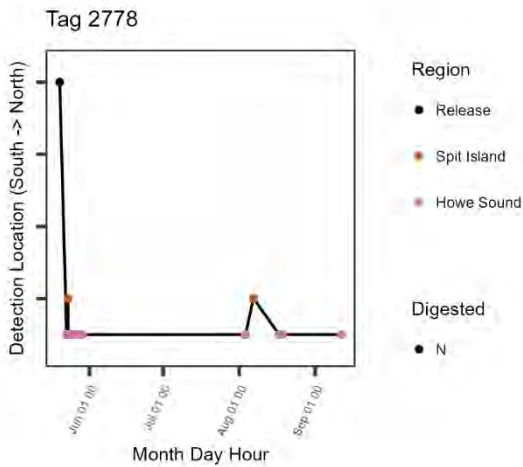 Tag 2778
Detection Location (South -> North)
Jun 01 00
Jul 01 00
Aug 01 00
Sep 01 00
Month Day Hour
Region
Release
Spit Island
Howe Sound
Digested
N